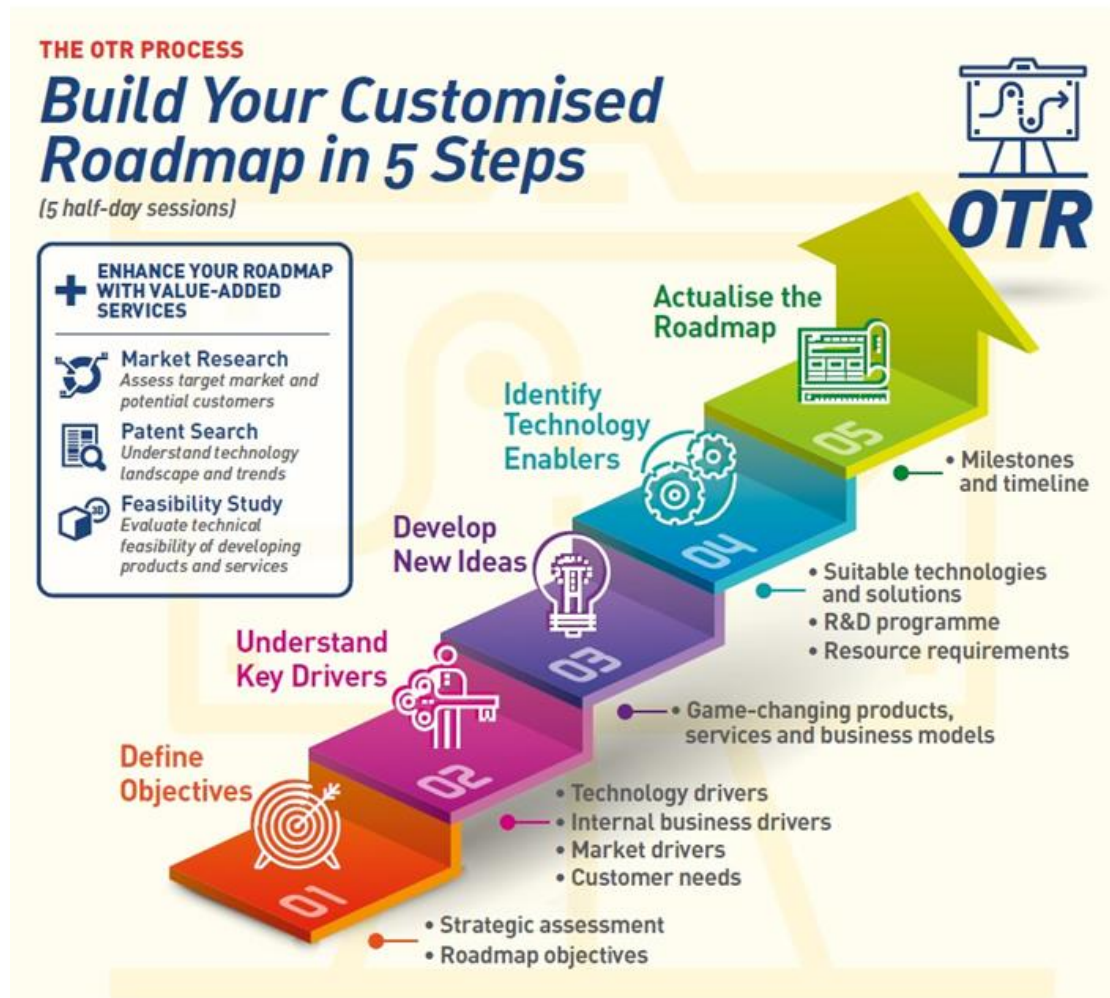 THE OTR PROCESS
Build Your Customised
Roadmap in 5 Steps
(5 half-day sessions)
OTR
+ ENHANCE YOUR ROADMAP
WITH VALUE-ADDED
SERVICES
Market Research
Assess target market and
potential customers
Patent Search
Understand technology
landscape and trends
3D
Feasibility Study
Evaluate technical
feasibility of developing
products and services
Actualise the
Roadmap
05
• Milestones
and timeline
Identify
Technology
Enablers
04
• Suitable technologies
and solutions
• R&D programme
• Resource requirements
Develop
New Ideas
03
• Game-changing products,
services and business models
Understand
Key Drivers
02
• Technology drivers
• Internal business drivers
• Market drivers
• Customer needs
Define
Objectives
01
• Strategic assessment
• Roadmap objectives